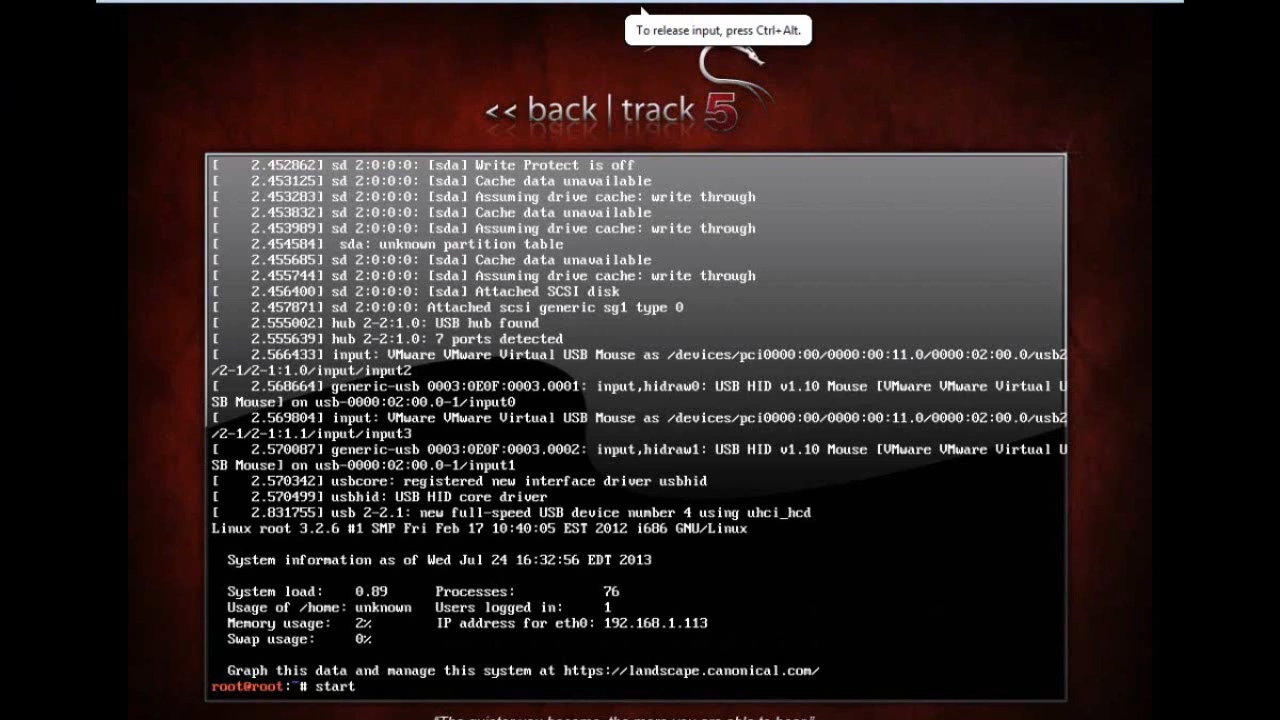 To release input, press Ctrl+Alt.
<< back | track 5
[    2.452862] sd 2:0:0:0: [sda] Write Protect is off
[    2.453125] sd 2:0:0:0: [sda] Cache data unavailable
[    2.453283] sd 2:0:0:0: [sda] Assuming drive cache: write through
[    2.453832] sd 2:0:0:0: [sda] Cache data unavailable
[    2.453989] sd 2:0:0:0: [sda] Assuming drive cache: write through
[    2.454584]  sda: unknown partition table
[    2.455685] sd 2:0:0:0: [sda] Cache data unavailable
[    2.455744] sd 2:0:0:0: [sda] Assuming drive cache: write through
[    2.456400] sd 2:0:0:0: [sda] Attached SCSI disk
[    2.457871] sd 2:0:0:0: Attached scsi generic sg1 type 0
[    2.555002] hub 2-2:1.0: USB hub found
[    2.555639] hub 2-2:1.0: 7 ports detected
[    2.566433] input: VMware VMware Virtual USB Mouse as /devices/pci0000:00/0000:00:11.0/0000:02:00.0/usb2
/2-1/2-1:1.0/input/input2
[    2.568664] generic-usb 0003:0E0F:0003.0001: input,hidraw0: USB HID v1.10 Mouse [VMware VMware Virtual U
SB Mouse] on usb-0000:02:00.0-1/input0
[    2.569804] input: VMware VMware Virtual USB Mouse as /devices/pci0000:00/0000:00:11.0/0000:02:00.0/usb2
/2-1/2-1:1.1/input/input3
[    2.570087] generic-usb 0003:0E0F:0003.0002: input,hidraw1: USB HID v1.10 Mouse [VMware VMware Virtual U
SB Mouse] on usb-0000:02:00.0-1/input1
[    2.570342] usbcore: registered new interface driver usbhid
[    2.570499] usbhid: USB HID core driver
[    2.831755] usb 2-2.1: new full-speed USB device number 4 using uhci_hcd
Linux root 3.2.6 #1 SMP Fri Feb 17 10:40:05 EST 2012 i686 GNU/Linux
System information as of Wed Jul 24 16:32:56 EDT 2013
System load:    0.89      Processes:           76
Usage of /home: unknown   Users logged in:     1
Memory usage:   2%        IP address for eth0: 192.168.1.113
Swap usage:     0%
Graph this data and manage this system at https://landscape.canonical.com/
root@root:~# start
"The quieter you become, the more you are able to hear"